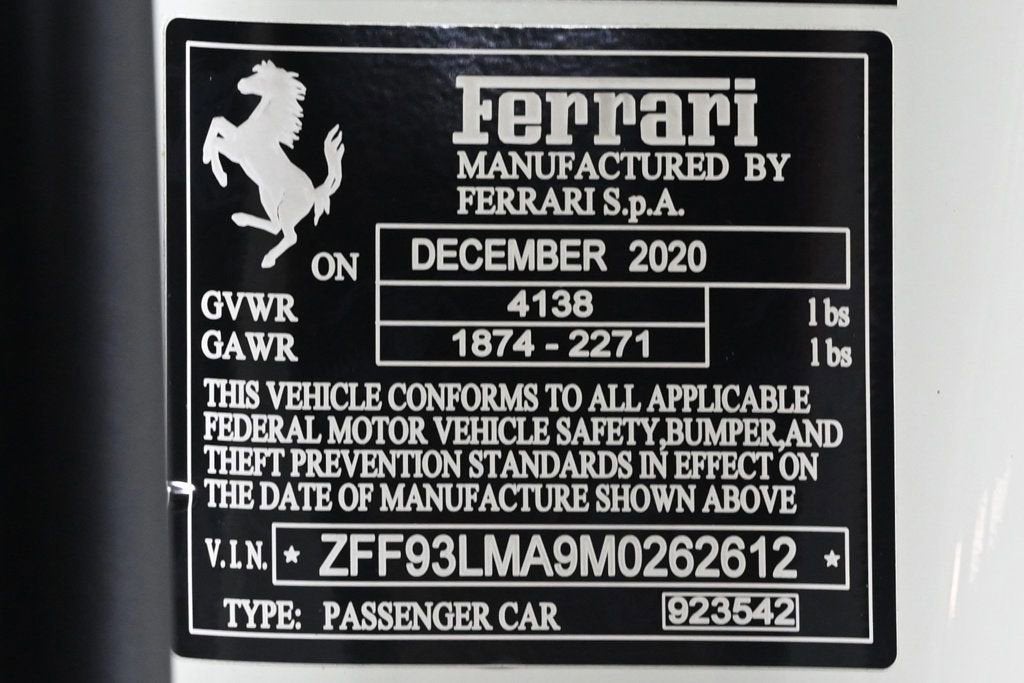 Ferrari
MANUFACTURED BY
FERRARI S.p.A.
ON DECEMBER 2020
GVWR 4138 lbs
GAWR 1874 - 2271 lbs
THIS VEHICLE CONFORMS TO ALL APPLICABLE
FEDERAL MOTOR VEHICLE SAFETY,BUMPER,AND
THEFT PREVENTION STANDARDS IN EFFECT ON
THE DATE OF MANUFACTURE SHOWN ABOVE
V.I.N. * ZFF93LMA9M0262612 *
TYPE: PASSENGER CAR 923542